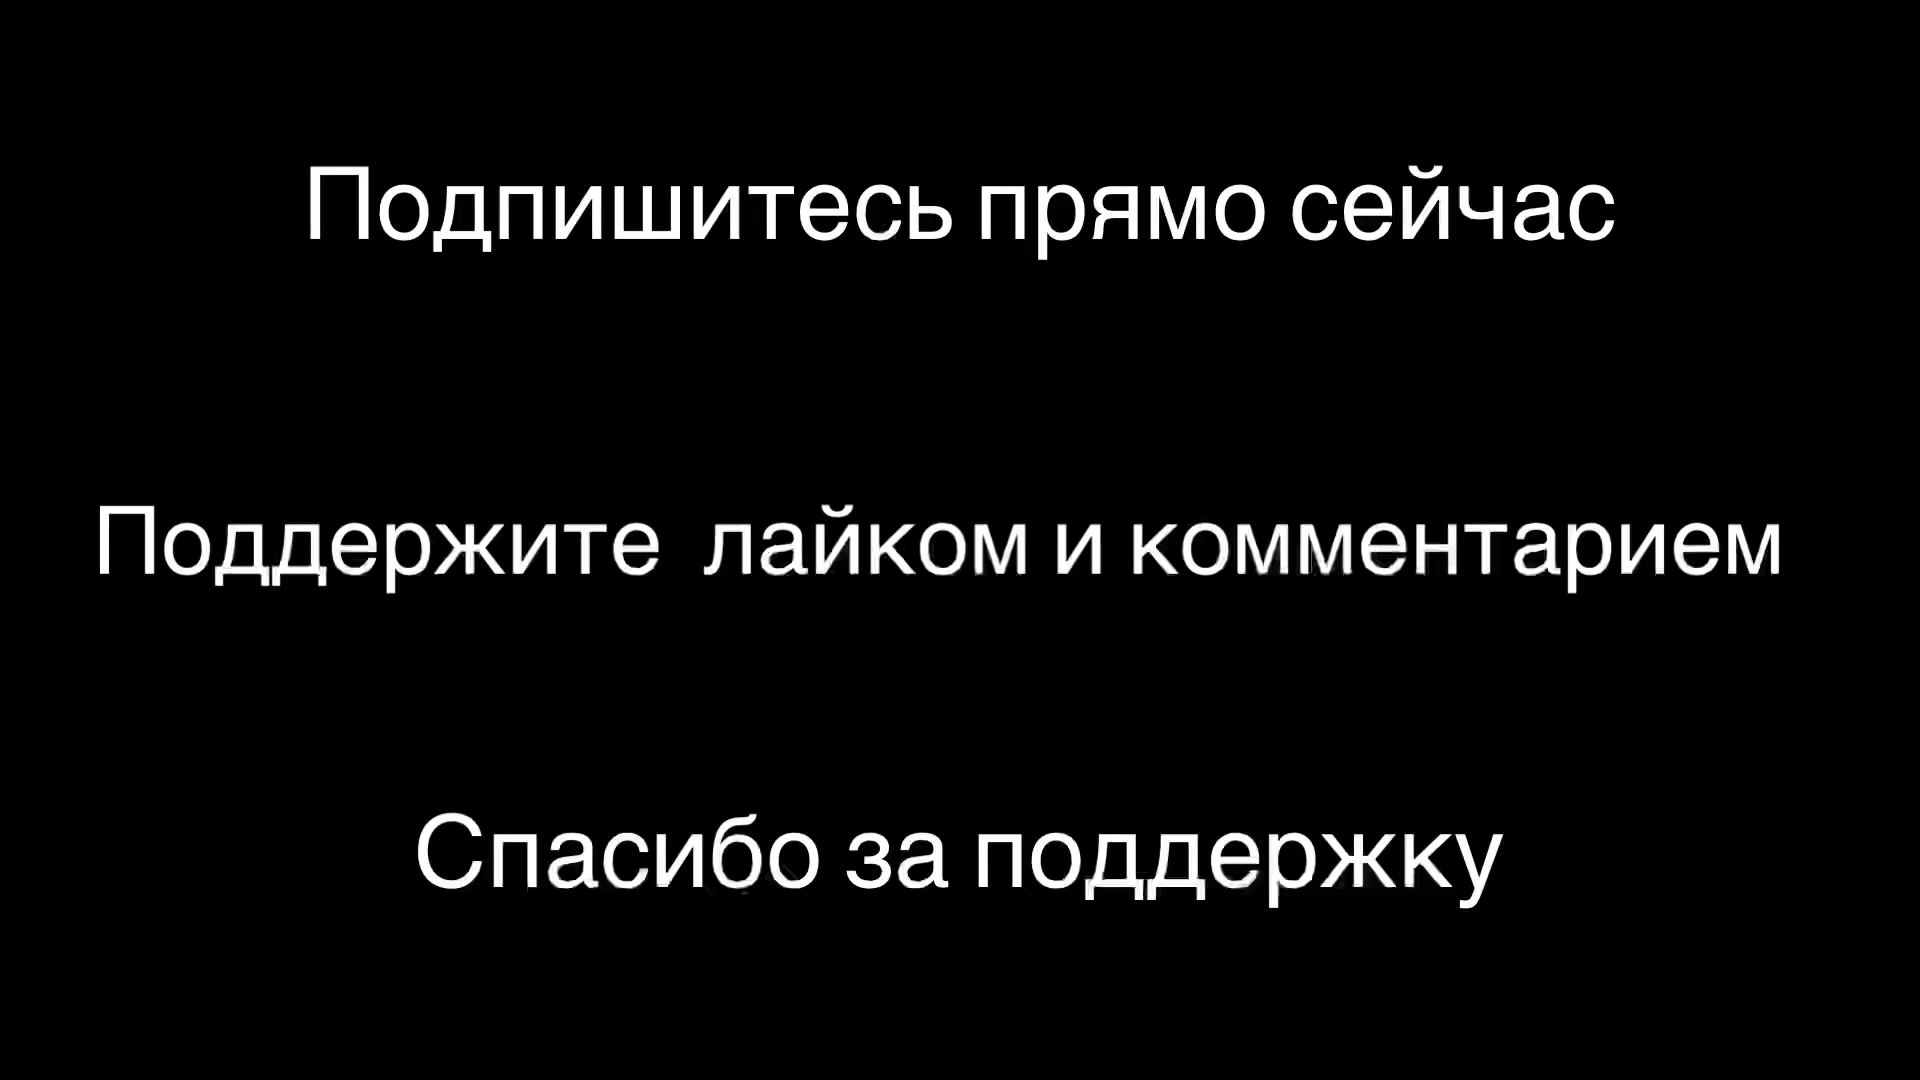 Подпишитесь прямо сейчас
Поддержите  лайком и комментарием
Спасибо за поддержку